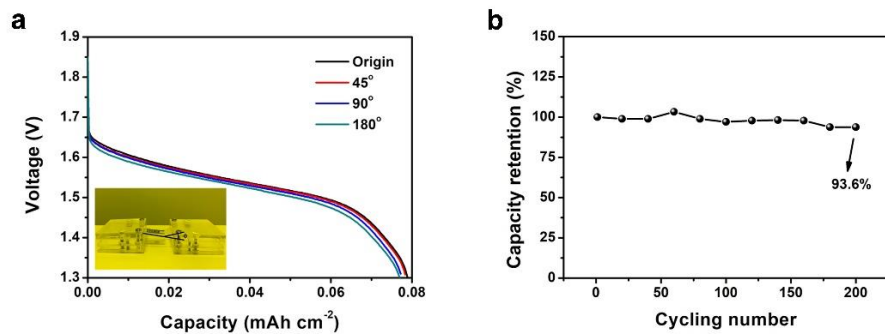 a
1.9
1.8
1.7
1.6
1.5
1.4
1.3
Voltage (V)
Origin
45°
90°
180°
0.00 0.02 0.04 0.06 0.08
Capacity (mAh cm⁻²)
b
150
125
100
75
50
25
0
Capacity retention (%)
93.6%
0 50 100 150 200
Cycling number